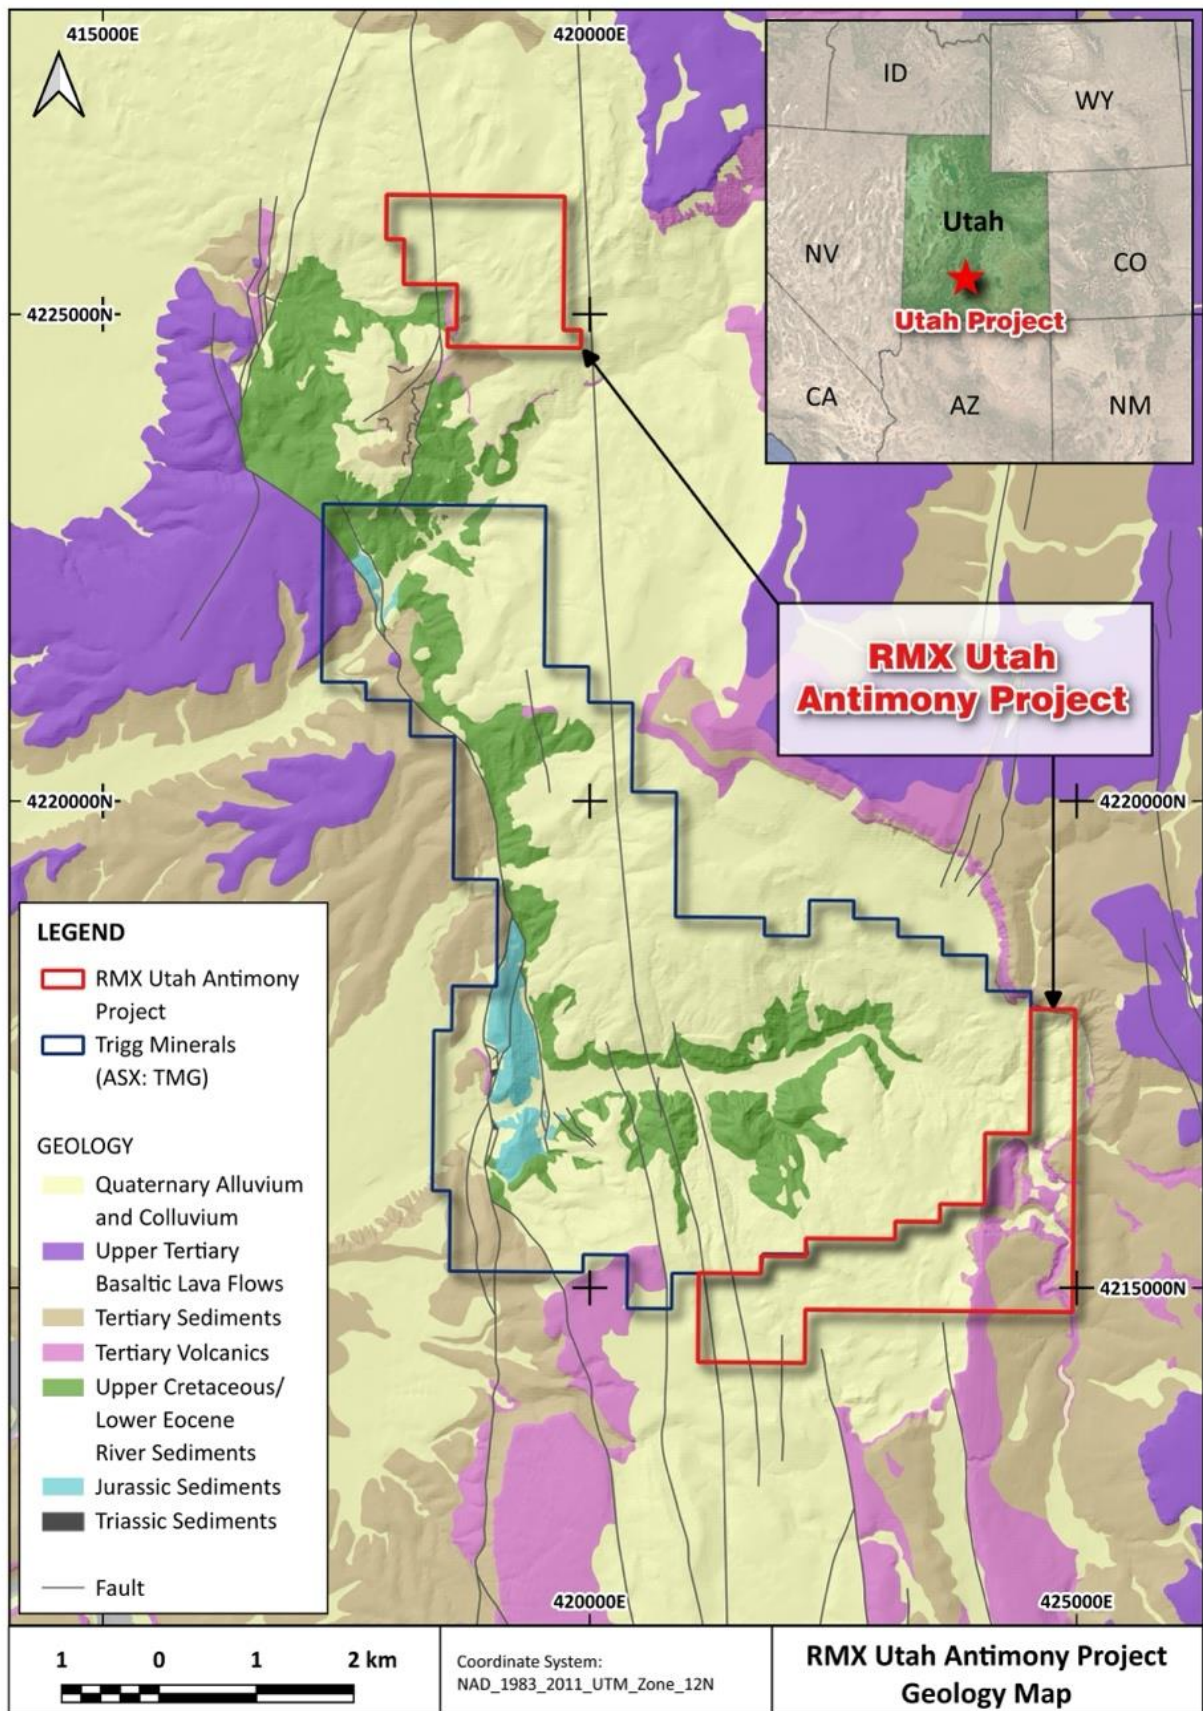 415000E
420000E
ID
WY
Utah
NV
CO
Utah Project
CA
AZ
NM
4225000N
RMX Utah
Antimony Project
4220000N
4220000N
LEGEND
RMX Utah Antimony
Project
Trigg Minerals
(ASX: TMG)
GEOLOGY
Quaternary Alluvium
and Colluvium
Upper Tertiary
Basaltic Lava Flows
Tertiary Sediments
Tertiary Volcanics
Upper Cretaceous/
Lower Eocene
River Sediments
Jurassic Sediments
Triassic Sediments
Fault
4215000N
420000E
425000E
1 0 1 2 km
Coordinate System:
NAD_1983_2011_UTM_Zone_12N
RMX Utah Antimony Project
Geology Map